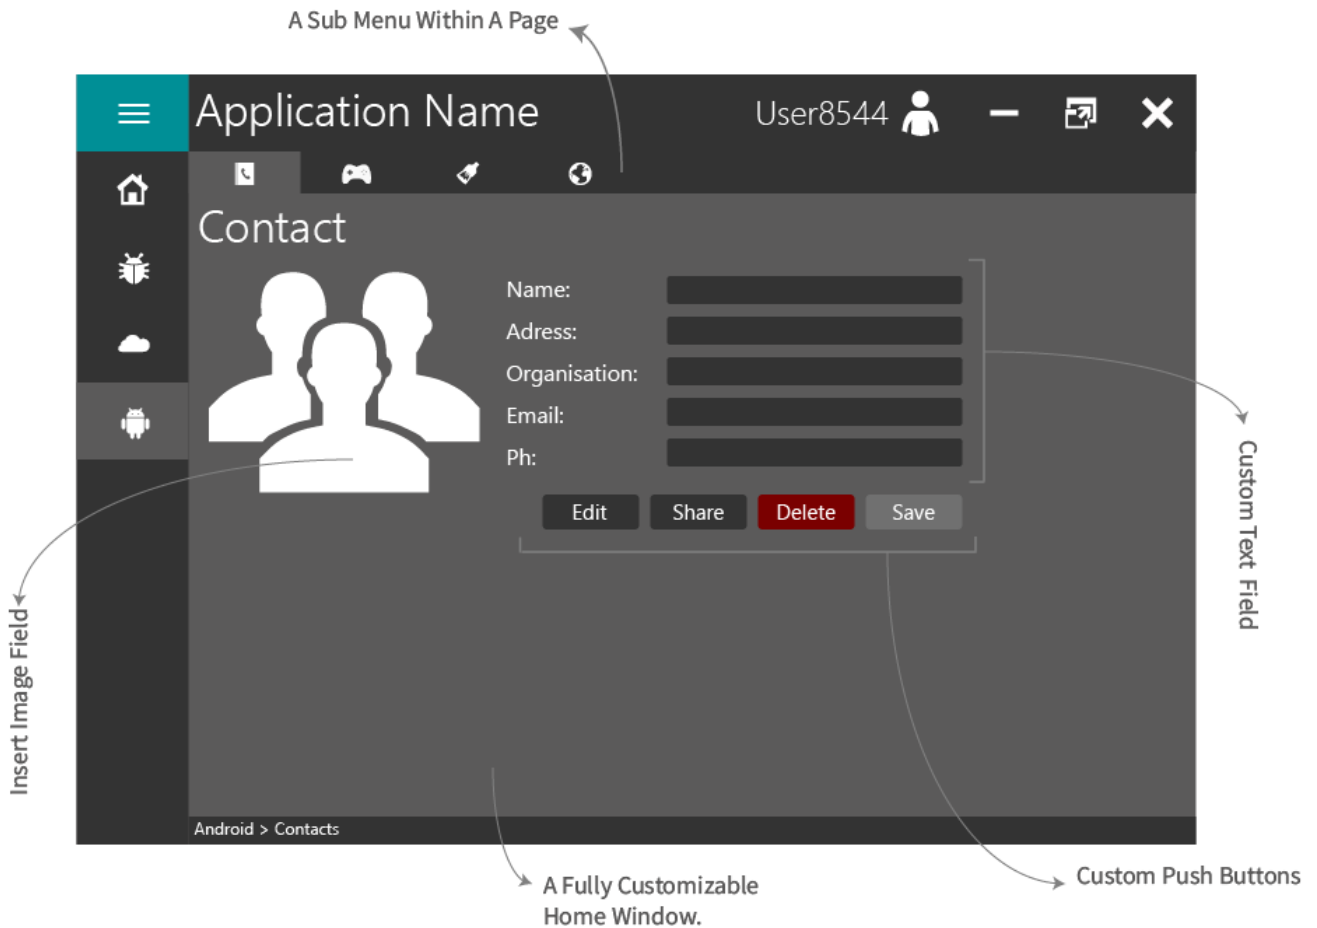 A Sub Menu Within A Page
Application Name
User8544
Contact
Name:
Adress:
Organisation:
Email:
Ph:
Edit
Share
Delete
Save
Custom Text Field
Insert Image Field
Android > Contacts
Custom Push Buttons
A Fully Customizable
Home Window.